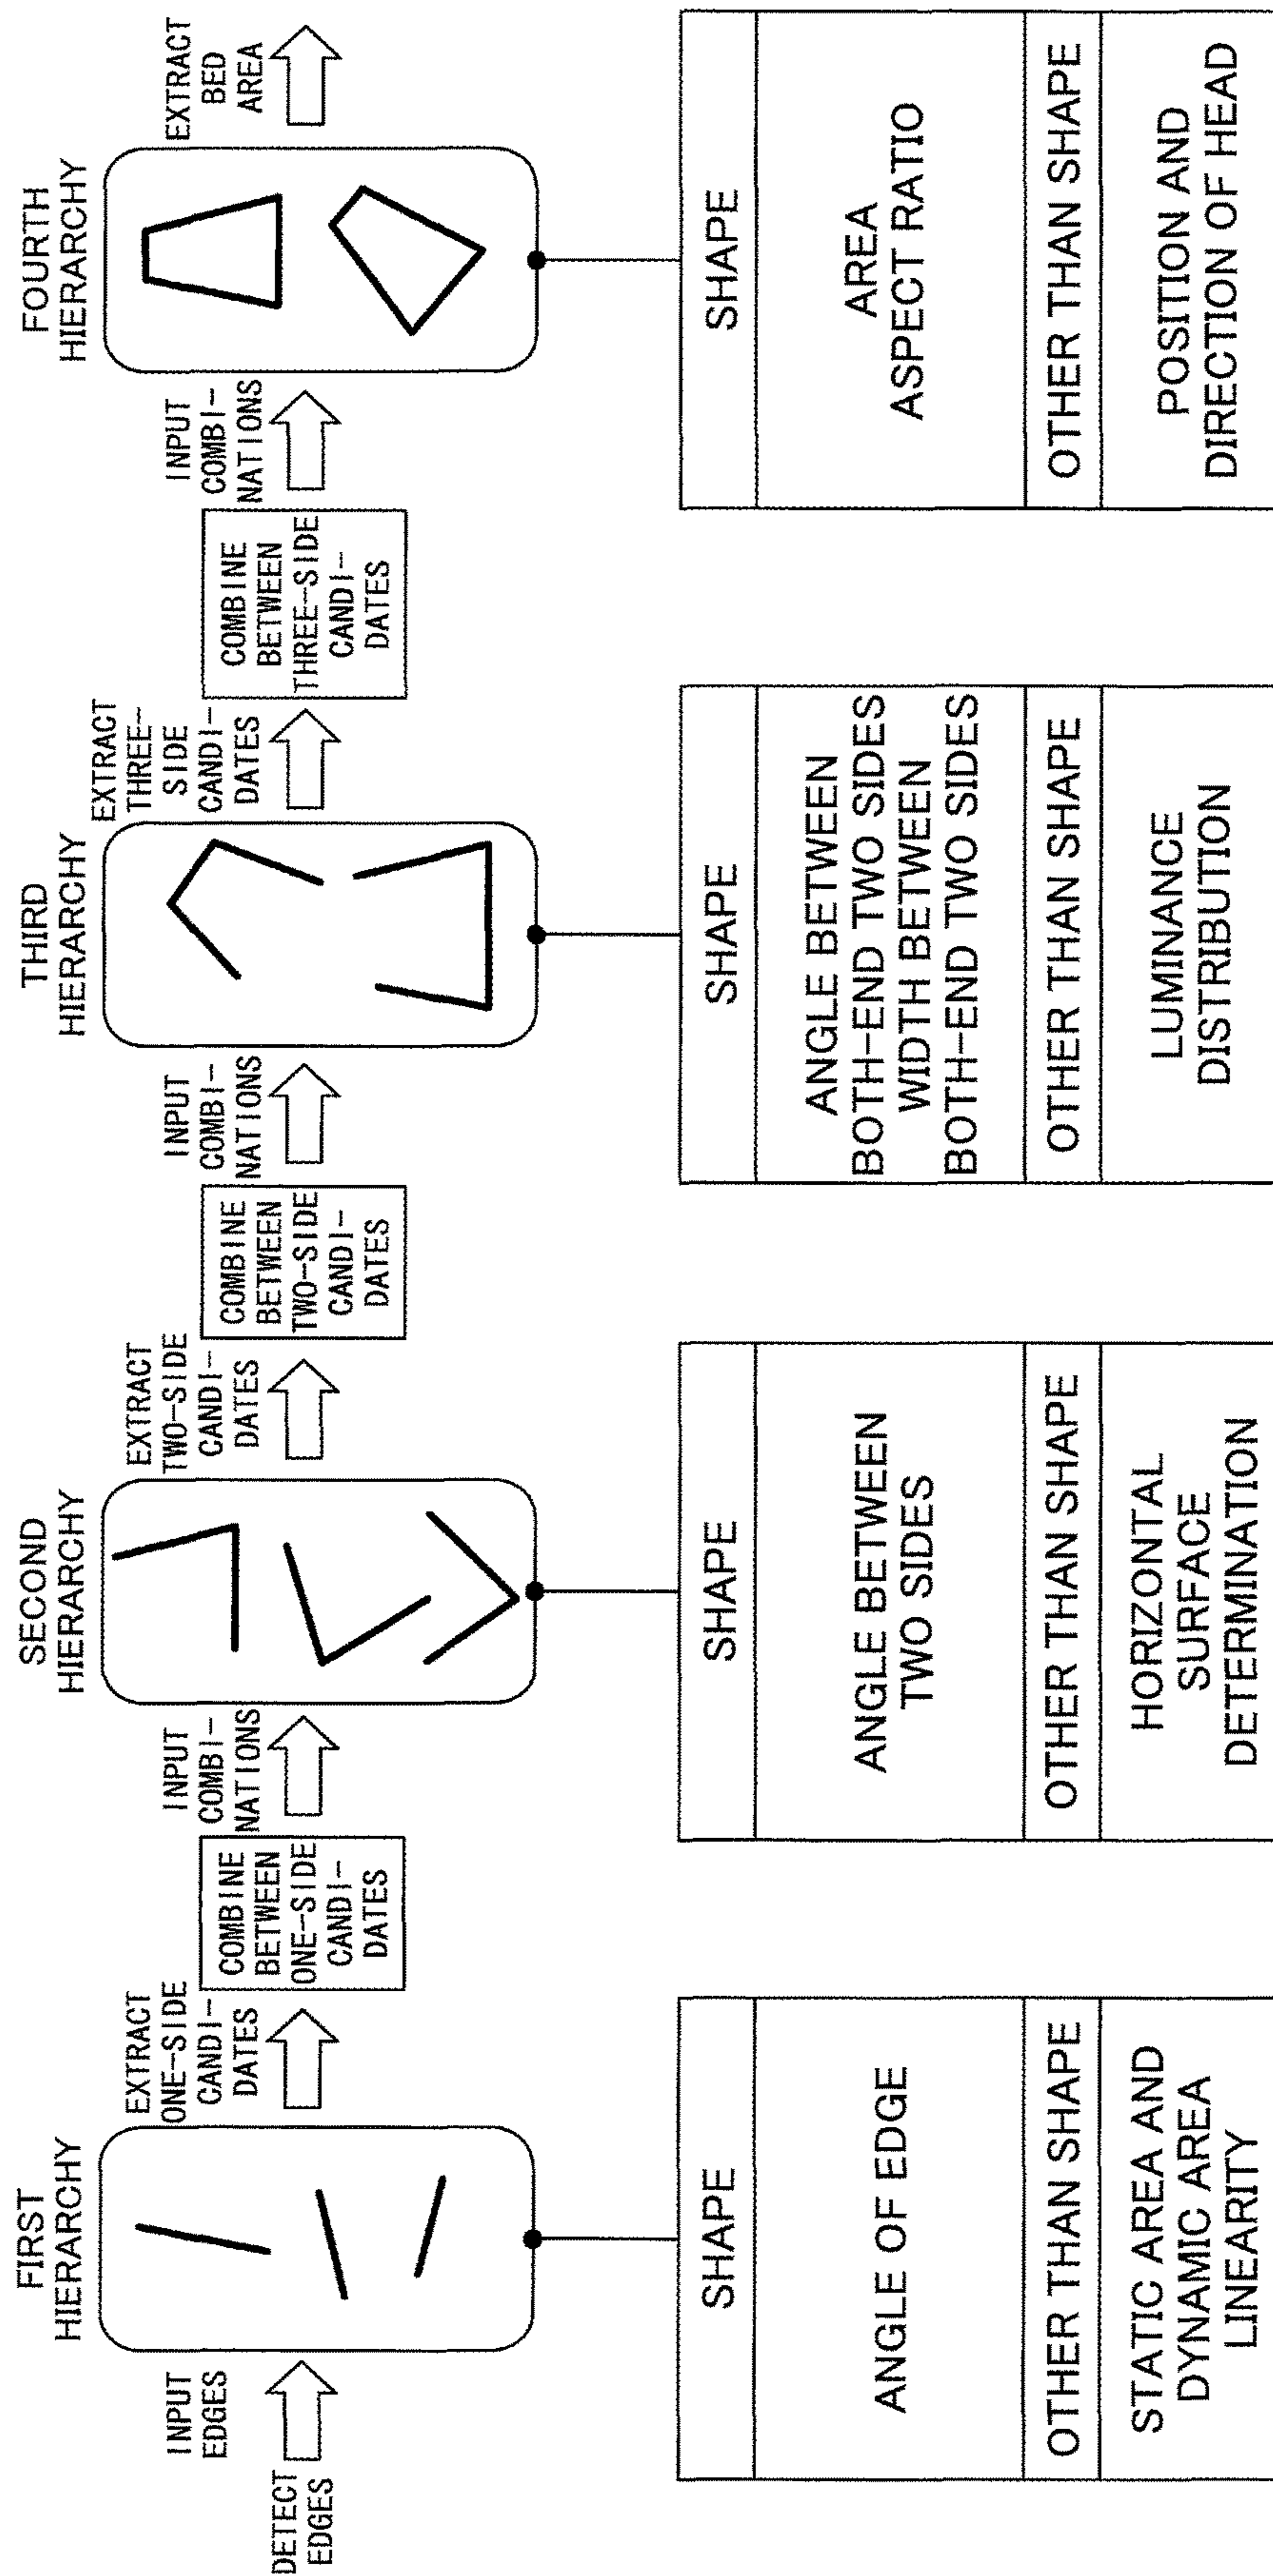 DETECT
EDGES
INPUT
EDGES
FIRST
HIERARCHY
EXTRACT
ONE-SIDE
CANDI-
DATES
COMBINE
BETWEEN
ONE-SIDE
CANDI-
DATES
INPUT
COMBI-
NATIONS
SECOND
HIERARCHY
EXTRACT
TWO-SIDE
CANDI-
DATES
COMBINE
BETWEEN
TWO-SIDE
CANDI-
DATES
INPUT
COMBI-
NATIONS
THIRD
HIERARCHY
EXTRACT
THREE-
SIDE
CANDI-
DATES
COMBINE
BETWEEN
THREE-SIDE
CANDI-
DATES
INPUT
COMBI-
NATIONS
FOURTH
HIERARCHY
EXTRACT
BED
AREA
SHAPE
ANGLE OF EDGE
OTHER THAN SHAPE
STATIC AREA AND
DYNAMIC AREA
LINEARITY
SHAPE
ANGLE BETWEEN
TWO SIDES
OTHER THAN SHAPE
HORIZONTAL
SURFACE
DETERMINATION
SHAPE
ANGLE BETWEEN
BOTH-END TWO SIDES
WIDTH BETWEEN
BOTH-END TWO SIDES
OTHER THAN SHAPE
LUMINANCE
DISTRIBUTION
SHAPE
AREA
ASPECT RATIO
OTHER THAN SHAPE
POSITION AND
DIRECTION OF HEAD